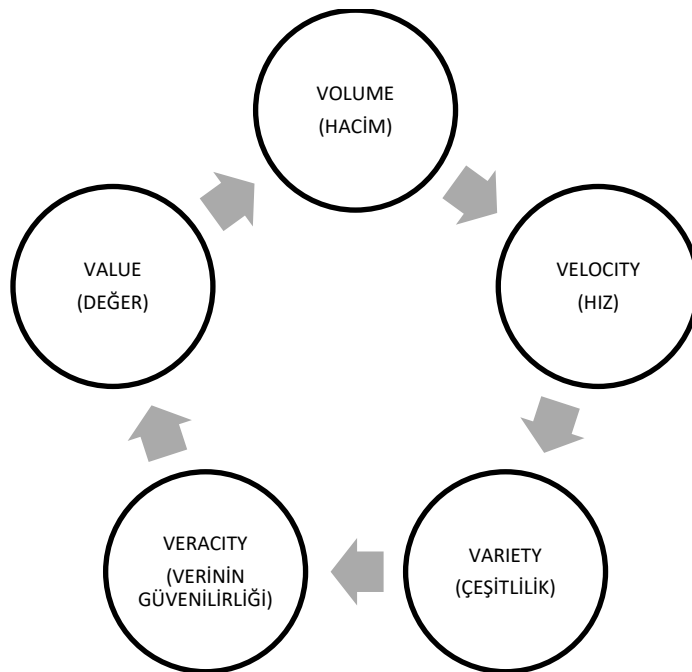 VOLUME
(HACİM)
VELOCITY
(HIZ)
VARIETY
(ÇEŞİTLİLİK)
VERACITY
(VERİNİN
GÜVENİLİRLİĞİ)
VALUE
(DEĞER)